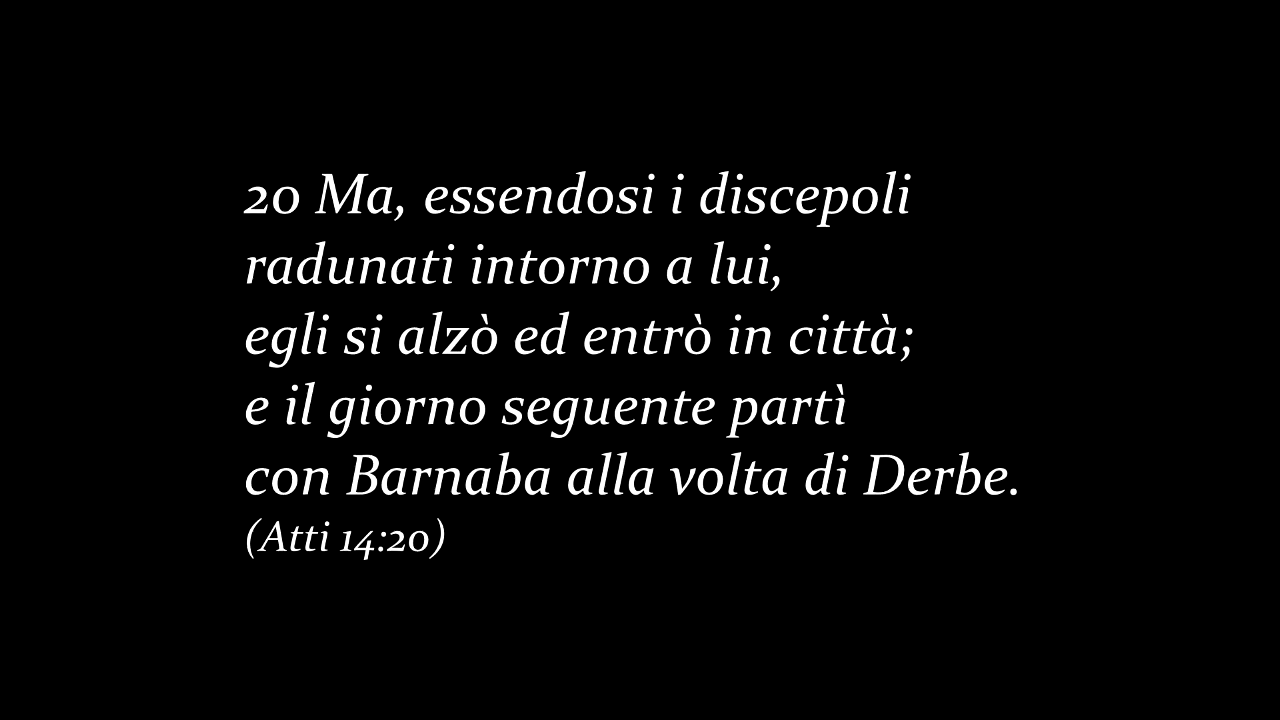 20 Ma, essendosi i discepoli
radunati intorno a lui,
egli si alzò ed entrò in città;
e il giorno seguente partì
con Barnaba alla volta di Derbe.
(Atti 14:20)